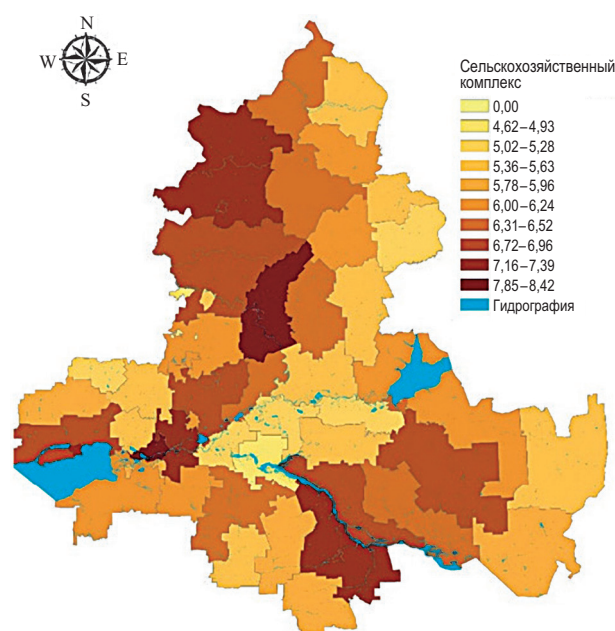 N
W E
S
Сельскохозяйственный
комплекс
0,00
4,62–4,93
5,02–5,28
5,36–5,63
5,78–5,96
6,00–6,24
6,31–6,52
6,72–6,96
7,16–7,39
7,85–8,42
Гидрография